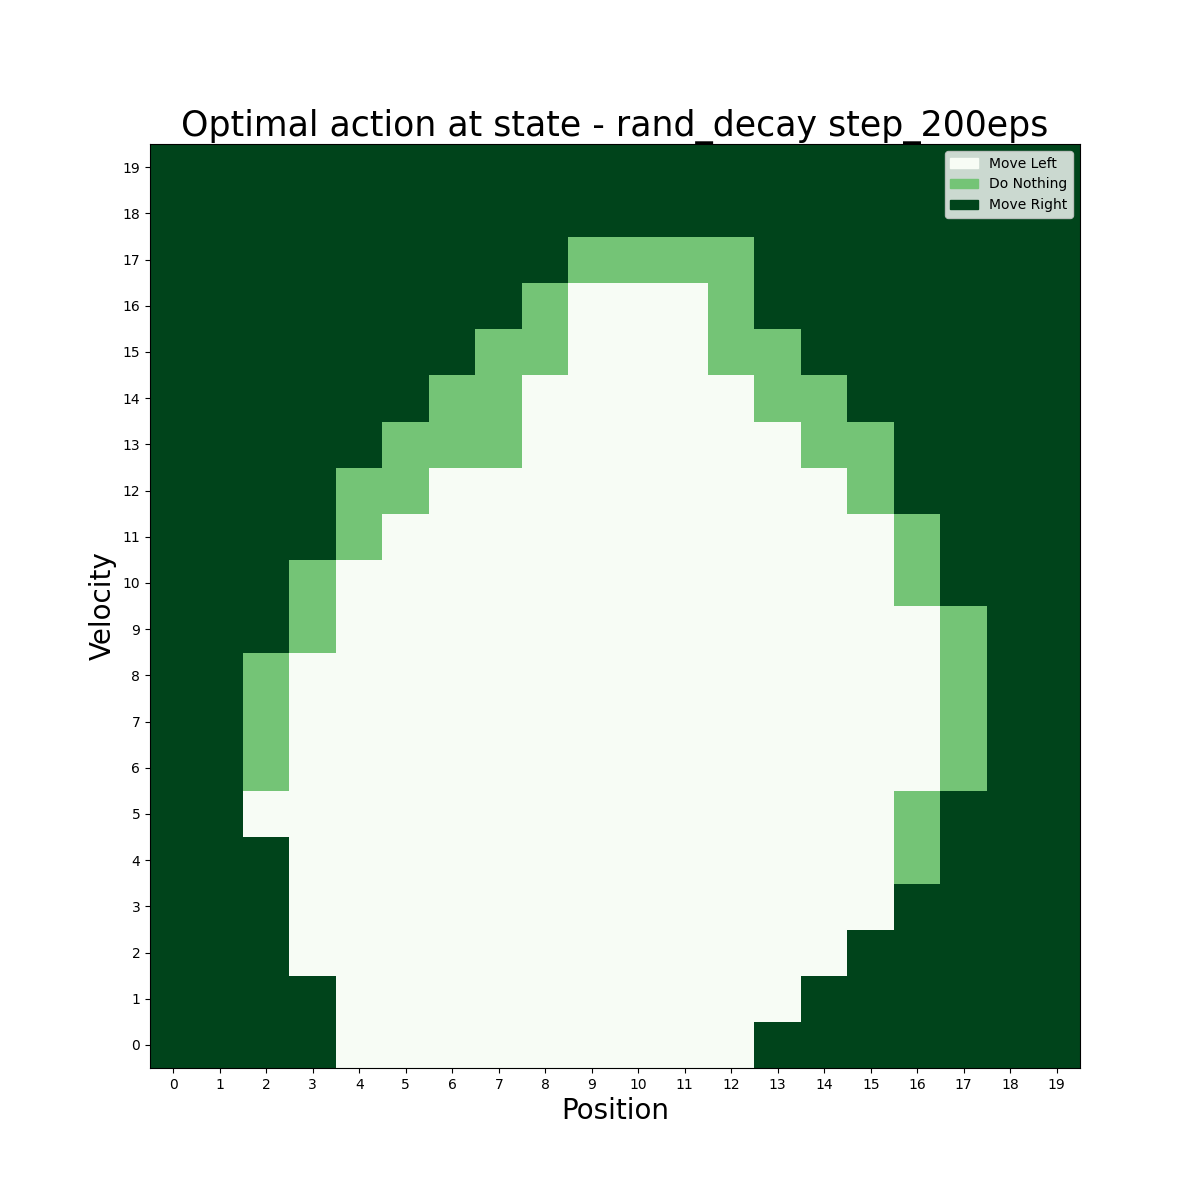 Optimal action at state - rand_decay step_200eps
Move Left
Do Nothing
Move Right
19
18
17
16
15
14
13
12
11
10
9
8
7
6
5
4
3
2
1
0
Velocity
0 1 2 3 4 5 6 7 8 9 10 11 12 13 14 15 16 17 18 19
Position